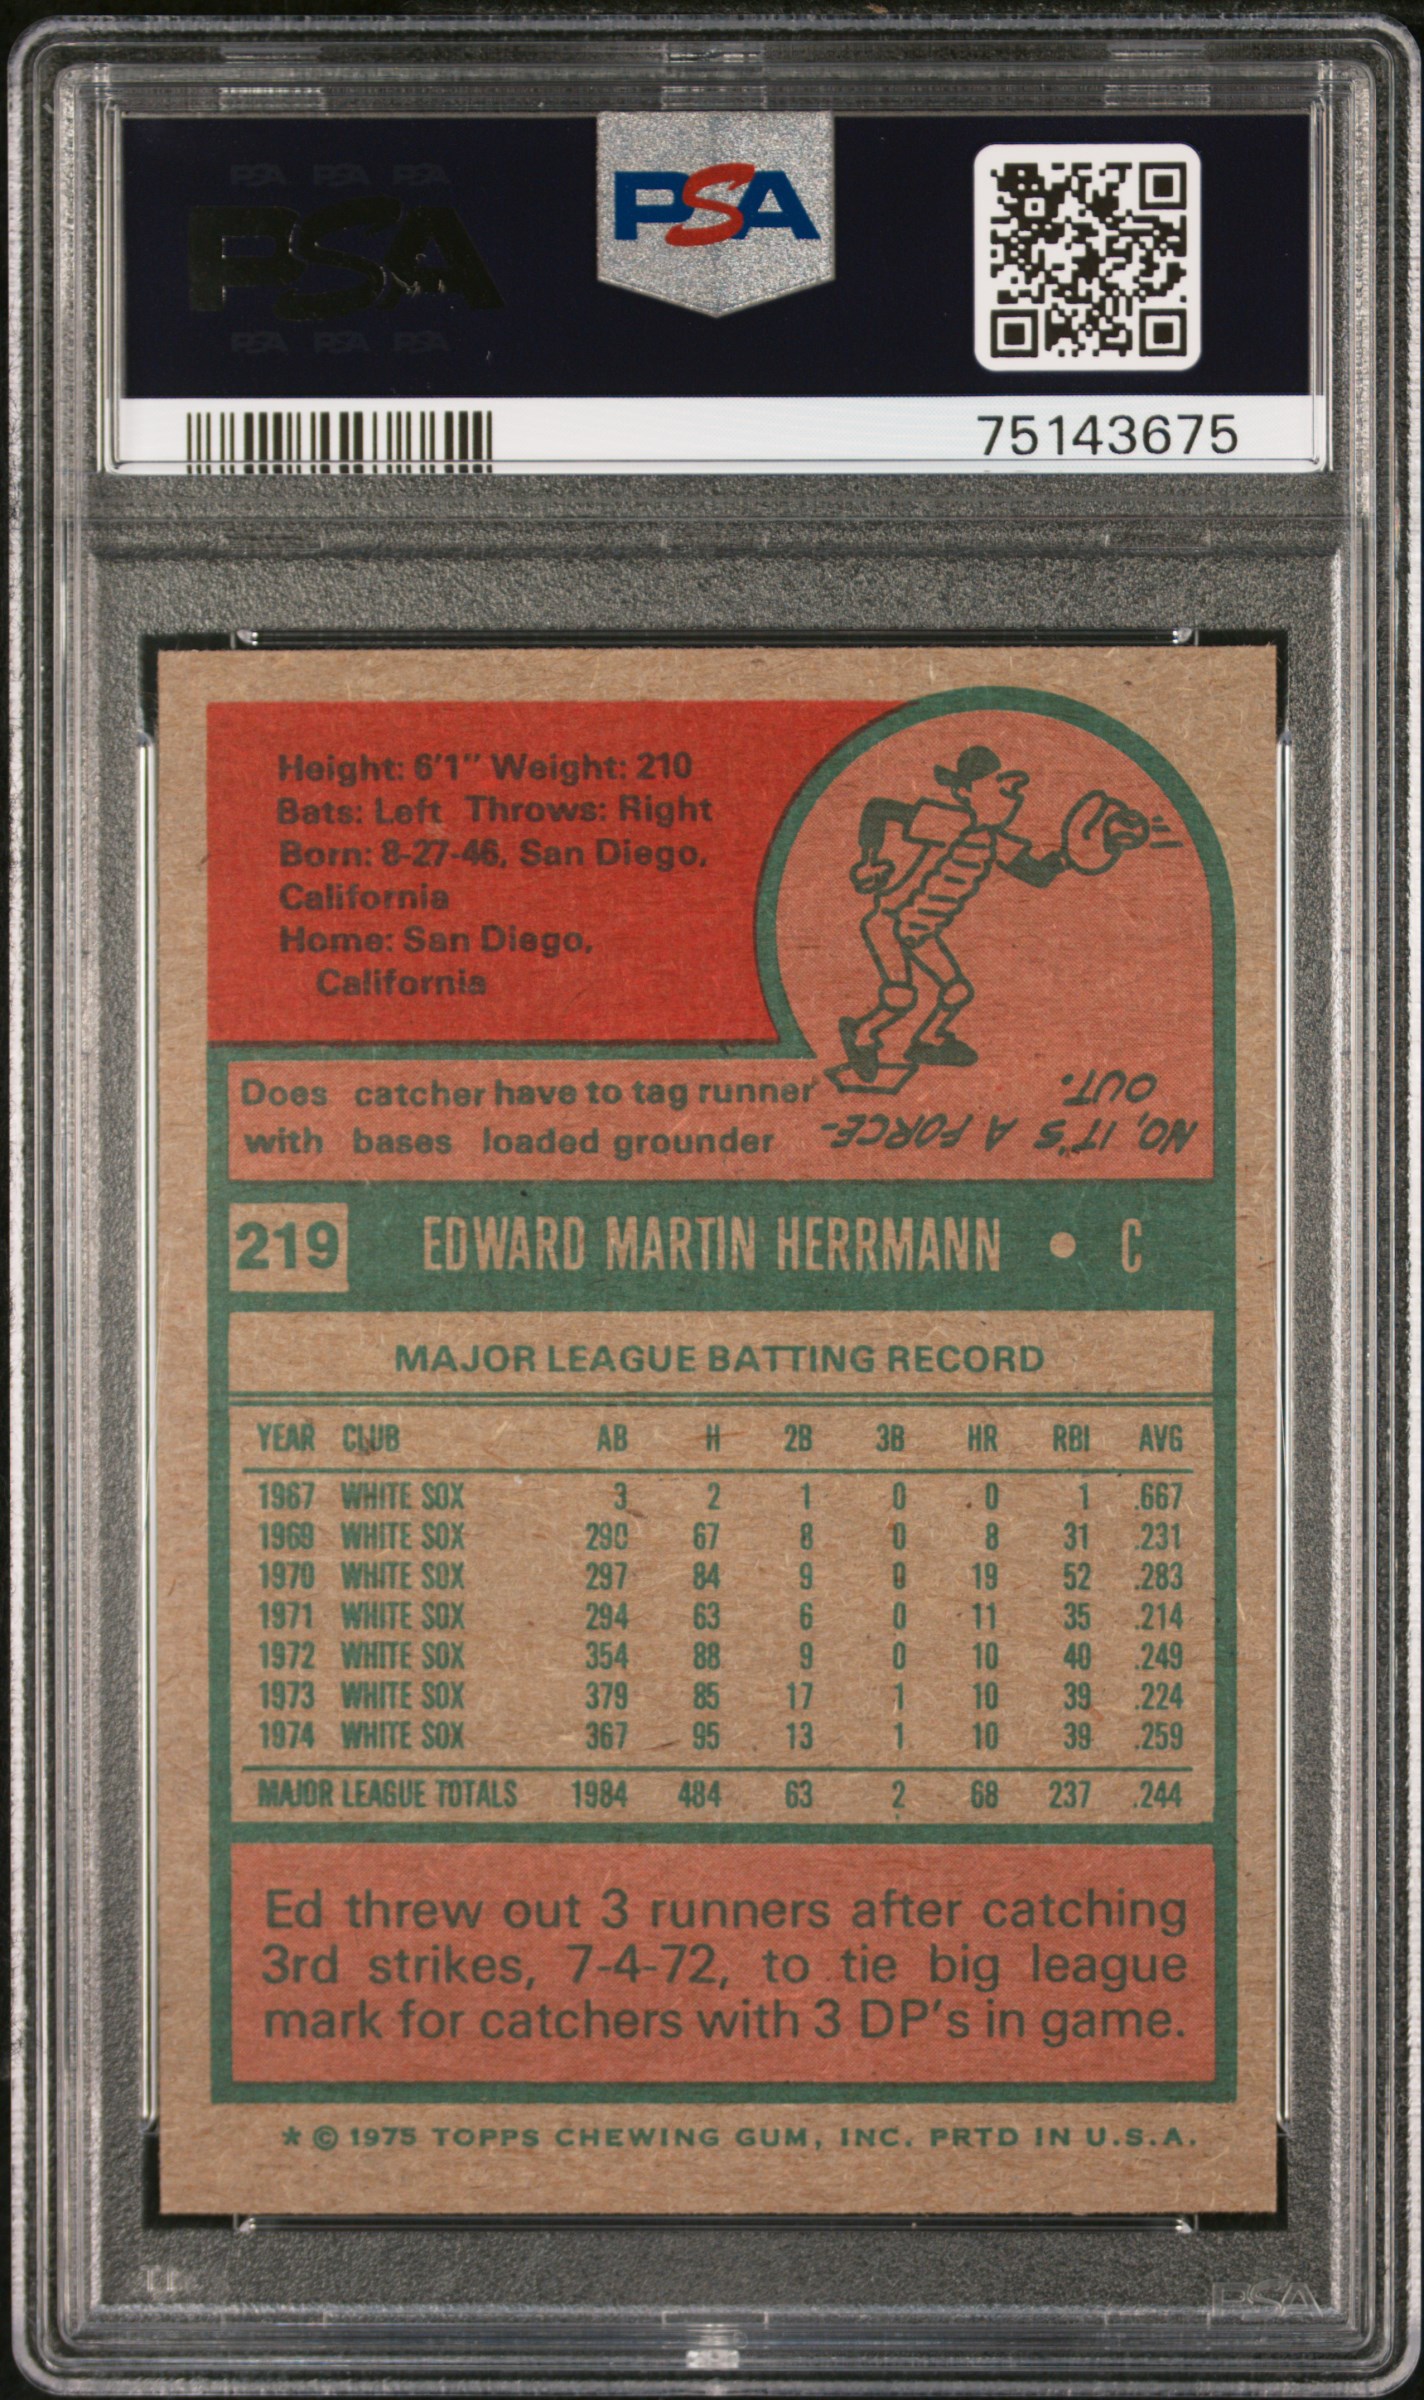 PSA PSA PSA
PSA
PSA PSA PSA
PSA
75143675
Height: 6'1" Weight: 210
Bats: Left Throws: Right
Born: 8-27-46, San Diego,
California
Home: San Diego,
California
Does catcher have to tag runner
with bases loaded grounder
NO, IT'S A FORCE-
OUT.
219 EDWARD MARTIN HERRMANN • C
MAJOR LEAGUE BATTING RECORD
YEAR CLUB AB H 2B 3B HR RBI AVG
1967 WHITE SOX 3 2 1 0 0 1 .667
1969 WHITE SOX 290 67 8 0 8 31 .231
1970 WHITE SOX 297 84 9 0 19 52 .283
1971 WHITE SOX 294 63 6 0 11 35 .214
1972 WHITE SOX 354 88 9 0 10 40 .249
1973 WHITE SOX 379 85 17 1 10 39 .224
1974 WHITE SOX 367 95 13 1 10 39 .259
MAJOR LEAGUE TOTALS 1984 484 63 2 68 237 .244
Ed threw out 3 runners after catching
3rd strikes, 7-4-72, to tie big league
mark for catchers with 3 DP's in game.
* © 1975 TOPPS CHEWING GUM, INC. PRTD IN U.S.A.
PSA